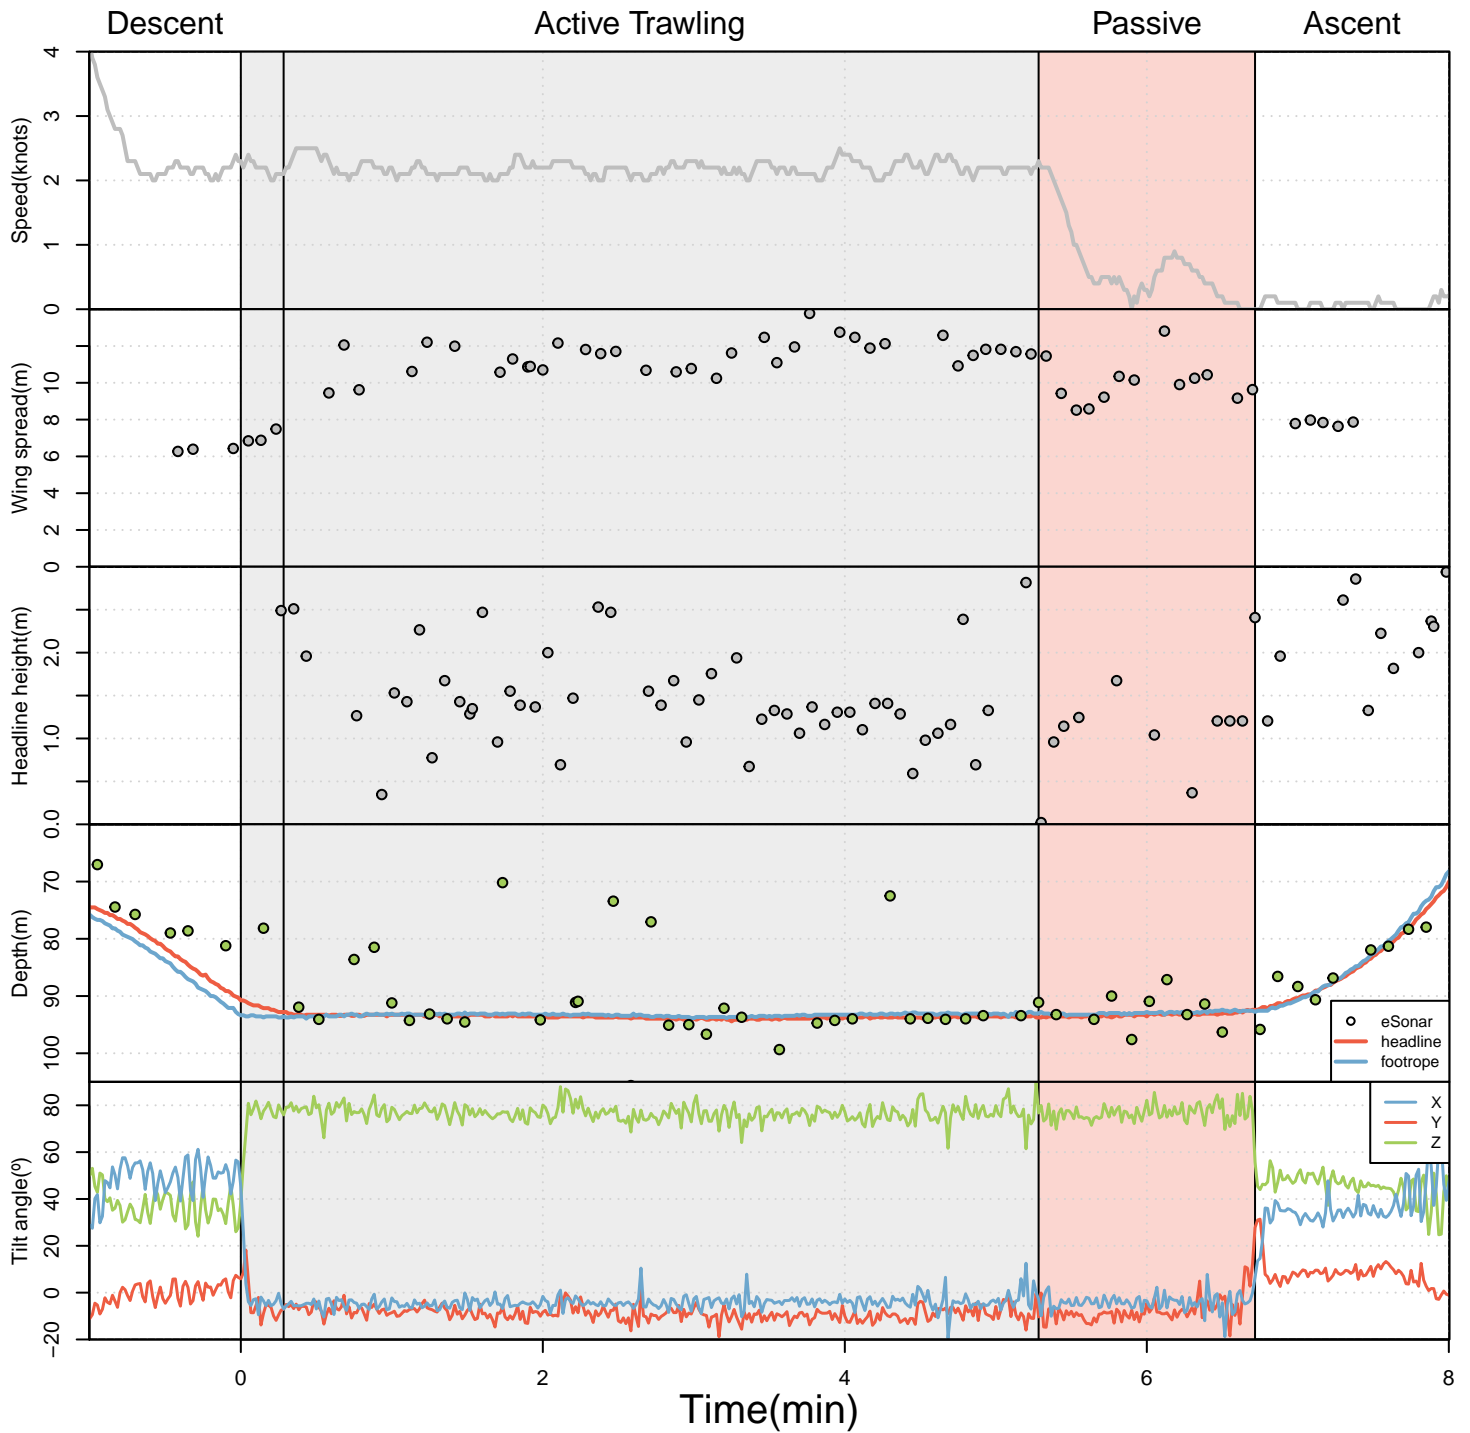 Descent Active Trawling Passive Ascent
Speed(knots)
4
3
2
1
0
Wing spread(m)
10
8
6
4
2
0
Headline height(m)
2.0
1.0
0.0
Depth(m)
70
80
90
100
eSonar
headline
footrope
Tilt angle(º)
80
60
40
20
0
−20
X
Y
Z
0 2 4 6 8
Time(min)